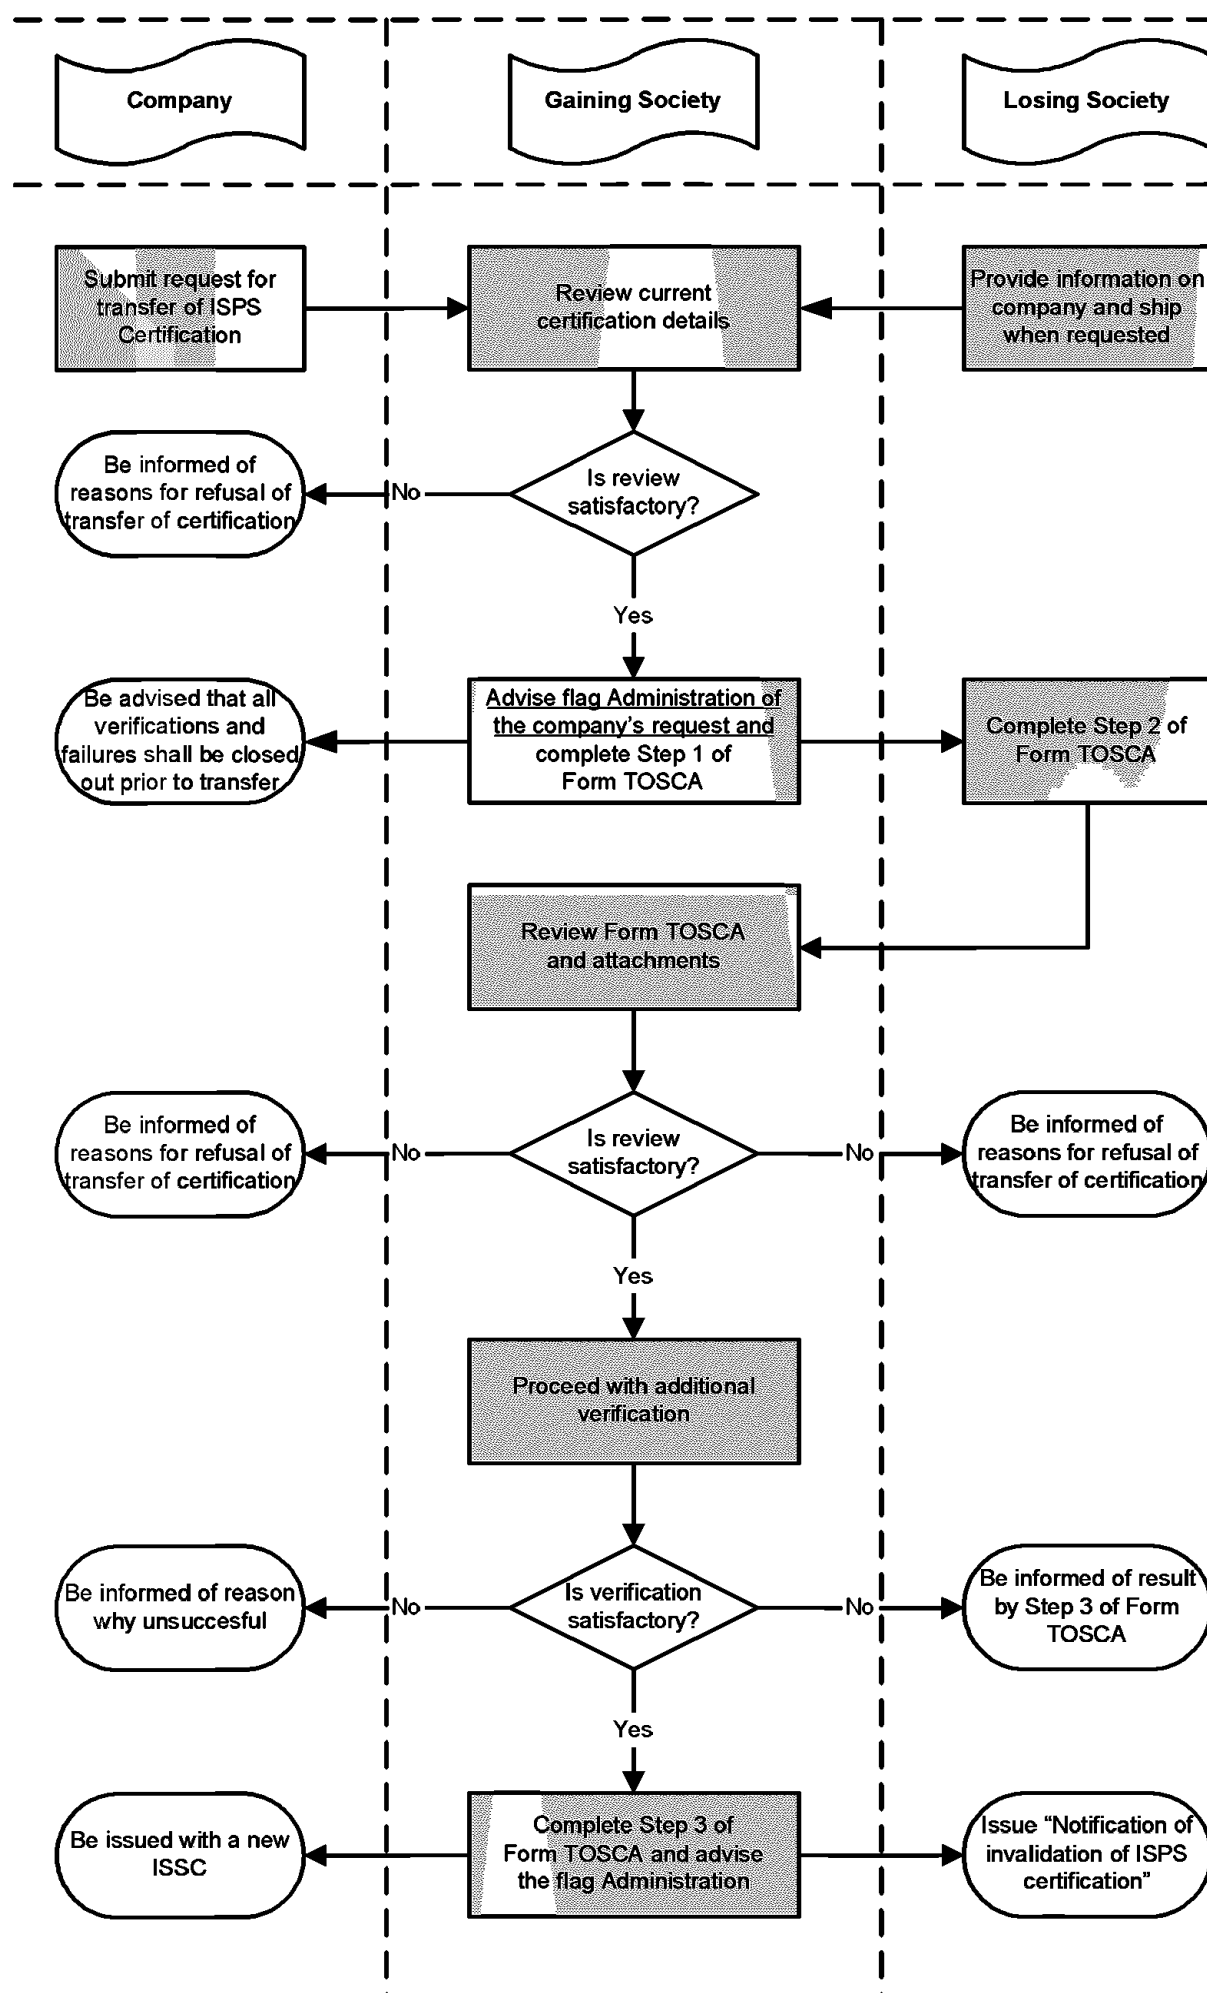 Company
Gaining Society
Losing Society
Submit request for
transfer of ISPS
Certification
Review current
certification details
Provide information on
company and ship
when requested
Be informed of
reasons for refusal of
transfer of certification
No
Is review
satisfactory?
Yes
Be advised that all
verifications and
failures shall be closed
out prior to transfer
Advise flag Administration of
the company's request and
complete Step 1 of
Form TOSCA
Complete Step 2 of
Form TOSCA
Review Form TOSCA
and attachments
Be informed of
reasons for refusal of
transfer of certification
No
Is review
satisfactory?
No
Be informed of
reasons for refusal of
transfer of certification
Yes
Proceed with additional
verification
Be informed of reason
why unsuccesful
No
Is verification
satisfactory?
No
Be informed of result
by Step 3 of Form
TOSCA
Yes
Be issued with a new
ISSC
Complete Step 3 of
Form TOSCA and advise
the flag Administration
Issue “Notification of
invalidation of ISPS
certification”